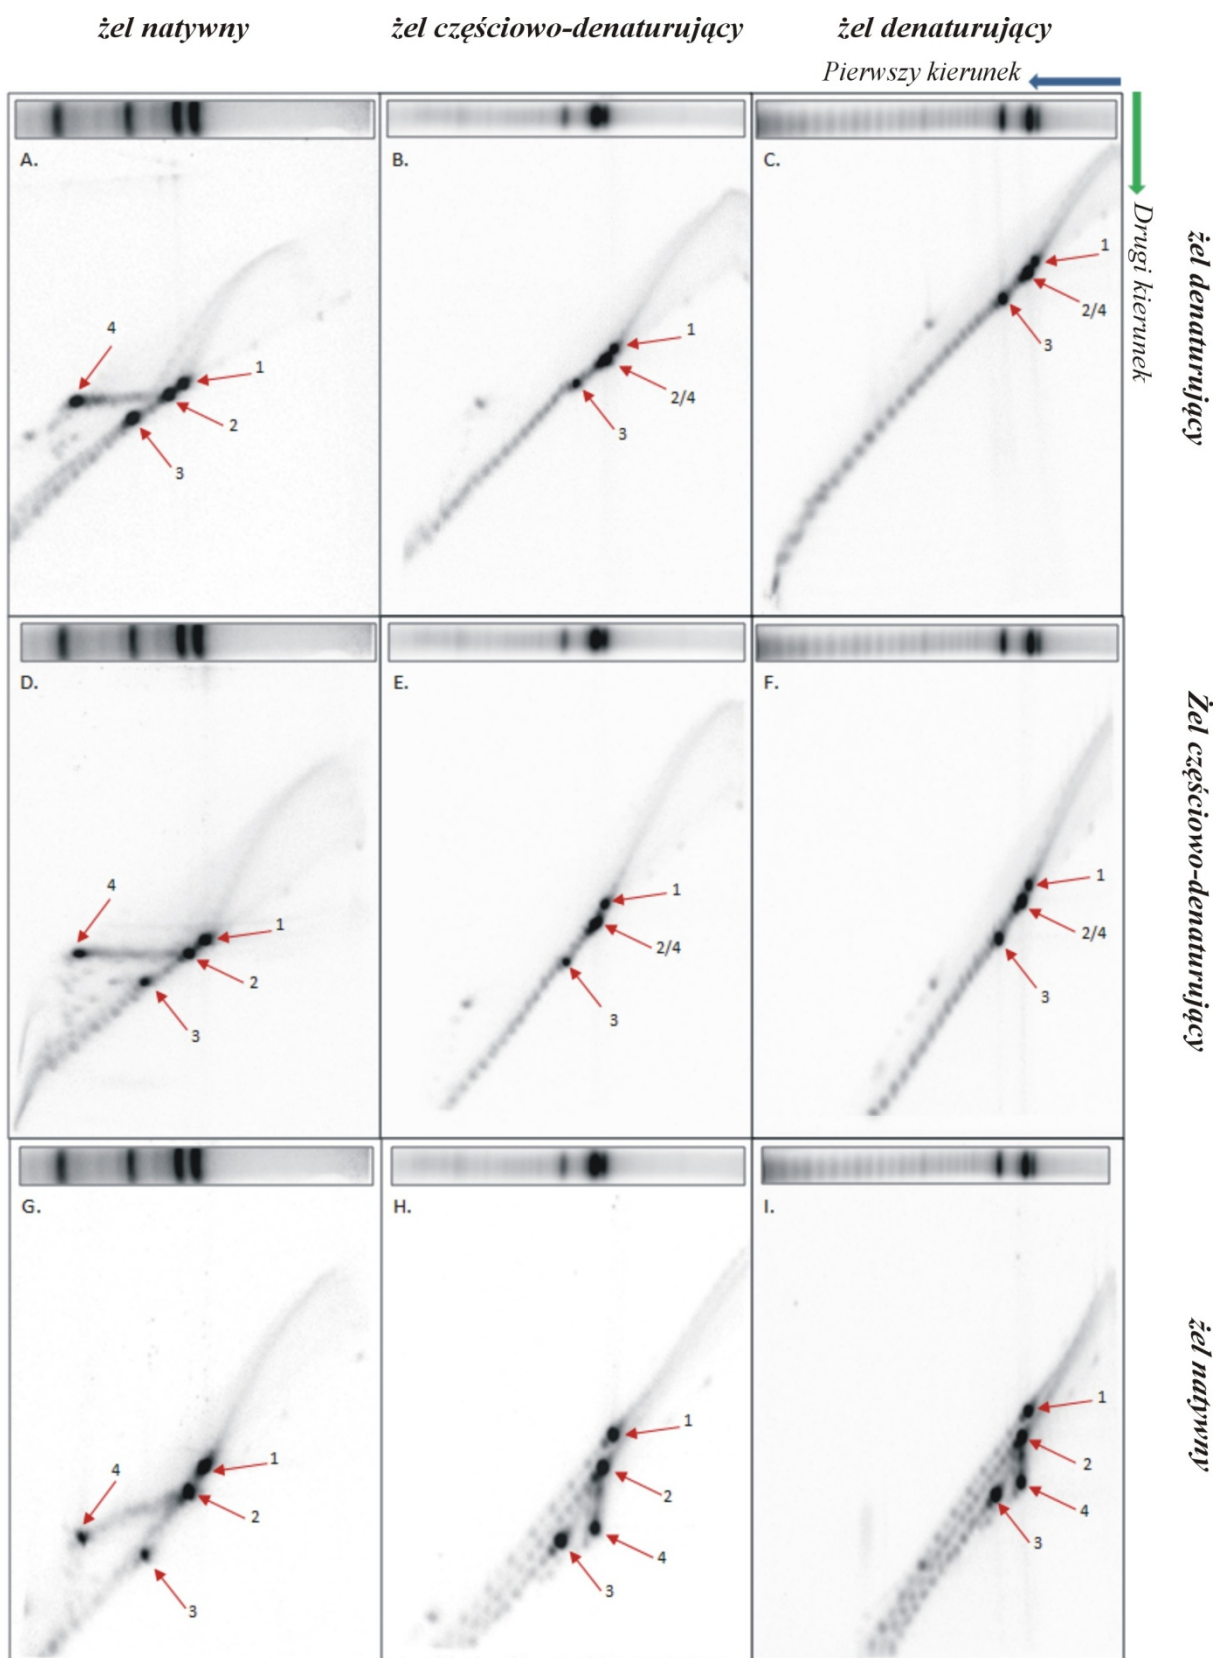 żel natywny
żel częściowo-denaturujący
żel denaturujący
Pierwszy kierunek
Drugi kierunek
żel denaturujący
A.
4
1
2
3
B.
1
2/4
3
C.
1
2/4
3
Żel częściowo-denaturujący
D.
4
1
2
3
E.
1
2/4
3
F.
1
2/4
3
żel natywny
G.
4
1
2
3
H.
1
2
4
3
I.
1
2
4
3